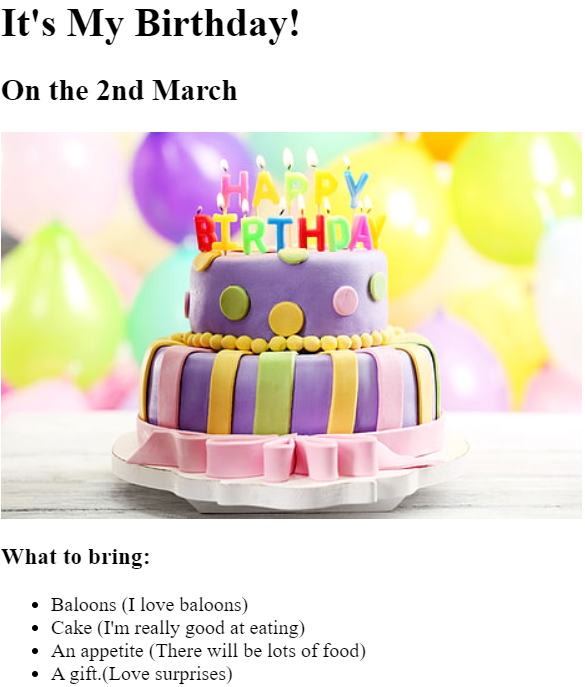 It's My Birthday!
On the 2nd March
HAPPY
BIRTHDAY
What to bring:
Baloons (I love baloons)
Cake (I'm really good at eating)
An appetite (There will be lots of food)
A gift.(Love surprises)